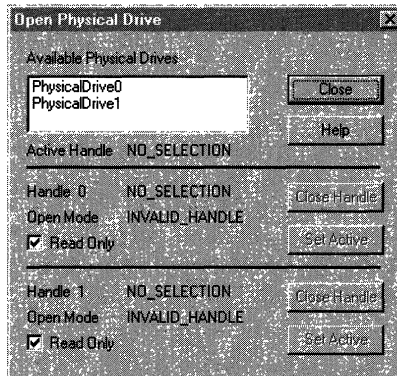 Open Physical Drive
Available Physical Drives
PhysicalDrive0
PhysicalDrive1
Close
Help
Active Handle NO_SELECTION
Handle 0 NO_SELECTION
Close Handle
Open Mode INVALID_HANDLE
Read Only
Set Active
Handle 1 NO_SELECTION
Close Handle
Open Mode INVALID_HANDLE
Read Only
Set Active